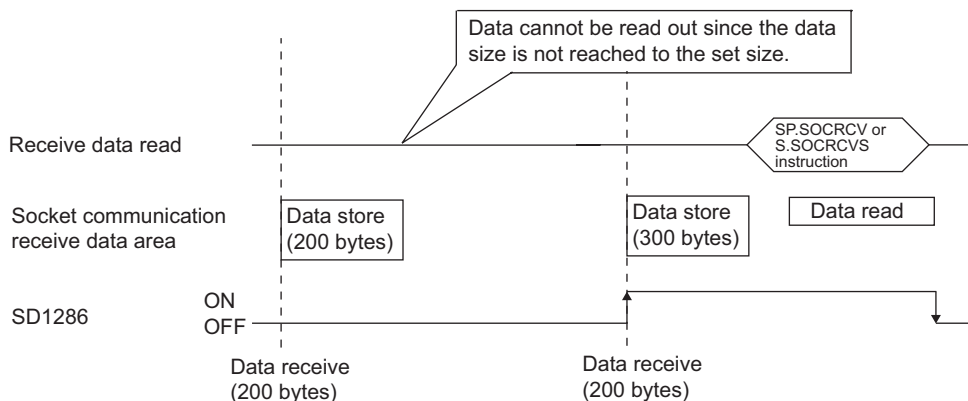 Data cannot be read out since the data
size is not reached to the set size.
Receive data read
SP.SOCRCV or
S.SOCRCVS
instruction
Socket communication
receive data area
Data store
(200 bytes)
Data store
(300 bytes)
Data read
SD1286
ON
OFF
Data receive
(200 bytes)
Data receive
(200 bytes)